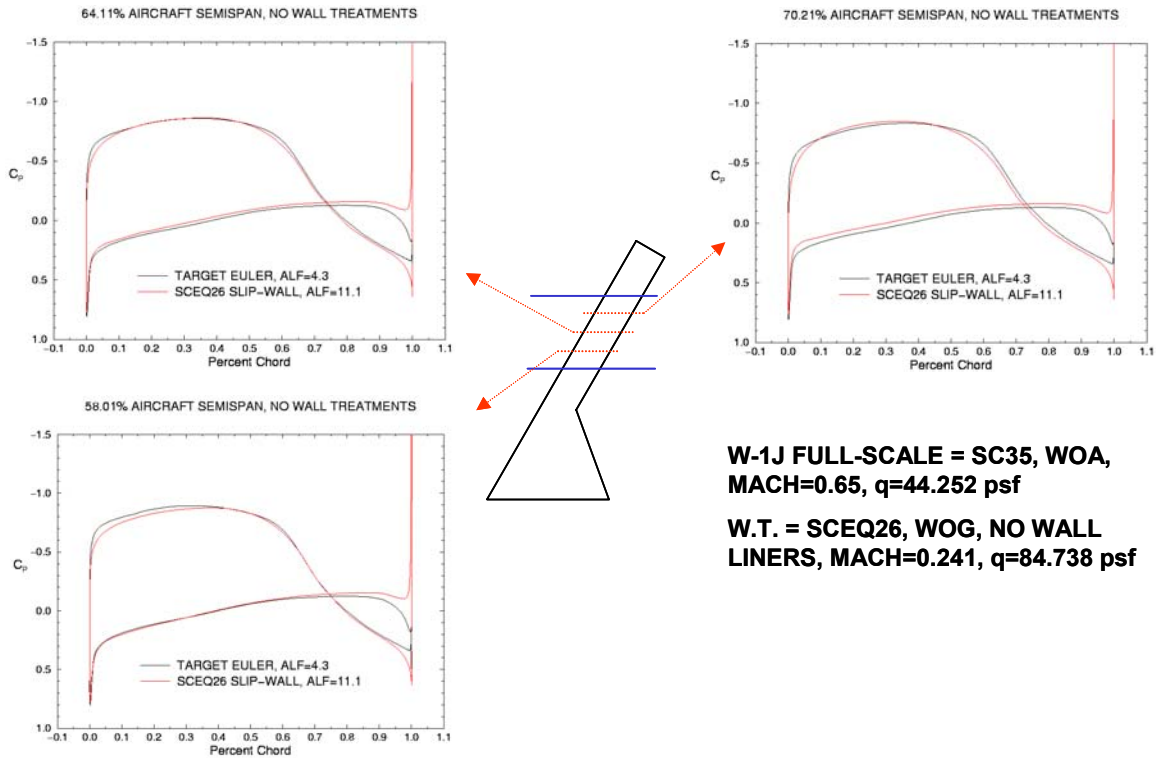 64.11% AIRCRAFT SEMISPAN, NO WALL TREATMENTS
−1.5
−1.0
−0.5
Cp
0.0
0.5
1.0
TARGET EULER, ALF=4.3
SCEQ26 SLIP−WALL, ALF=11.1
−0.1 0.0 0.1 0.2 0.3 0.4 0.5 0.6 0.7 0.8 0.9 1.0 1.1
Percent Chord
70.21% AIRCRAFT SEMISPAN, NO WALL TREATMENTS
−1.5
−1.0
−0.5
Cp
0.0
0.5
1.0
TARGET EULER, ALF=4.3
SCEQ26 SLIP−WALL, ALF=11.1
−0.1 0.0 0.1 0.2 0.3 0.4 0.5 0.6 0.7 0.8 0.9 1.0 1.1
Percent Chord
58.01% AIRCRAFT SEMISPAN, NO WALL TREATMENTS
−1.5
−1.0
−0.5
Cp
0.0
0.5
1.0
TARGET EULER, ALF=4.3
SCEQ26 SLIP−WALL, ALF=11.1
−0.1 0.0 0.1 0.2 0.3 0.4 0.5 0.6 0.7 0.8 0.9 1.0 1.1
Percent Chord
W-1J FULL-SCALE = SC35, WOA,
MACH=0.65, q=44.252 psf
W.T. = SCEQ26, WOG, NO WALL
LINERS, MACH=0.241, q=84.738 psf